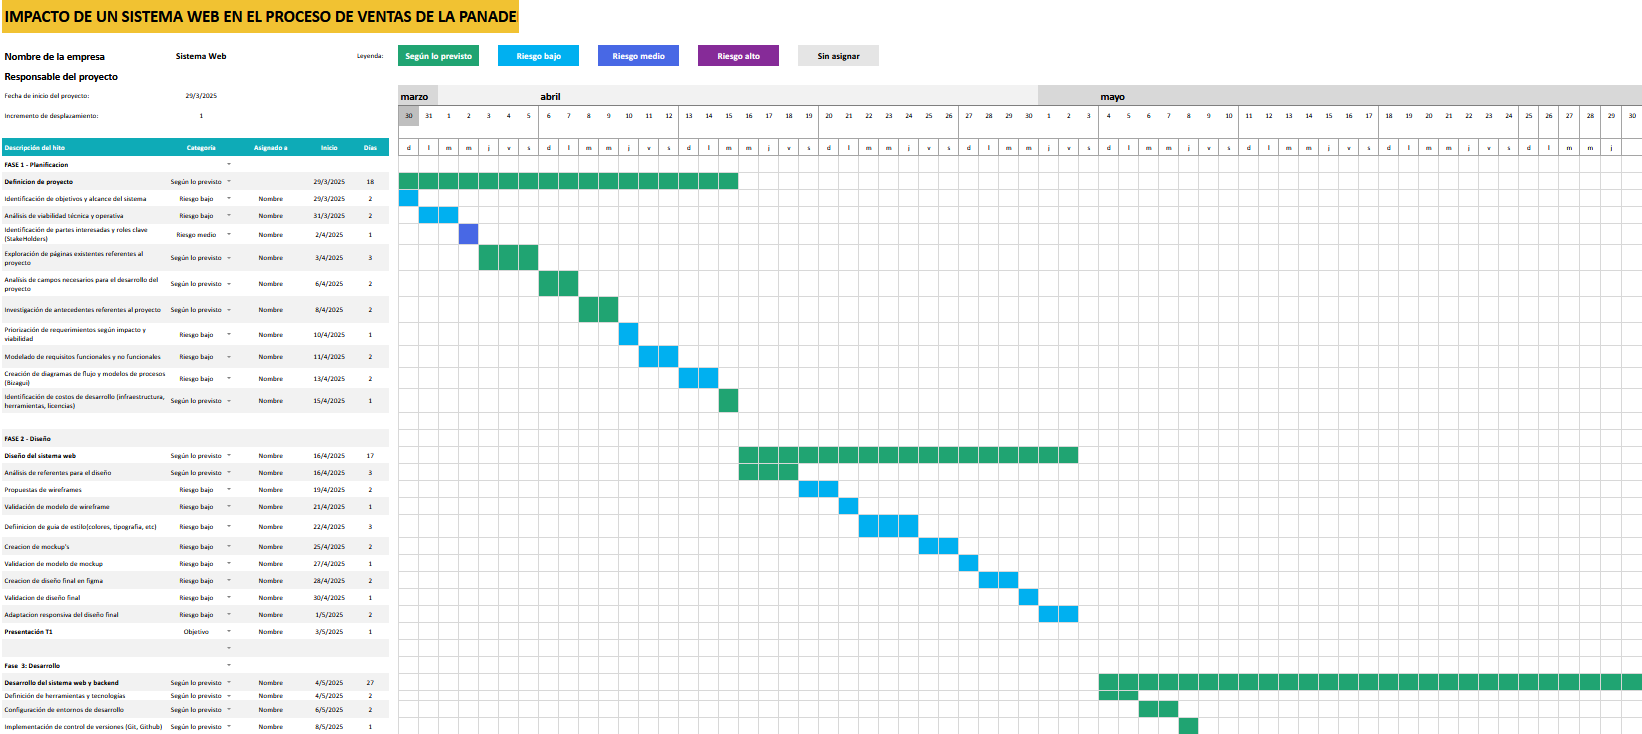 IMPACTO DE UN SISTEMA WEB EN EL PROCESO DE VENTAS DE LA PANADE
Nombre de la empresa Sistema Web Leyenda: Según lo previsto Riesgo bajo Riesgo medio Riesgo alto Sin asignar
Responsable del proyecto
Fecha de inicio del proyecto: 29/3/2025 marzo abril mayo
Incremento de desplazamiento: 1 30 31 1 2 3 4 5 6 7 8 9 10 11 12 13 14 15 16 17 18 19 20 21 22 23 24 25 26 27 28 29 30 1 2 3 4 5 6 7 8 9 10 11 12 13 14 15 16 17 18 19 20 21 22 23 24 25 26 27 28 29 30
Descripción del hito Categoría Asignado a Inicio Días d l m m j v s d l m m j v s d l m m j v s d l m m j v s d l m m j v s d l m m j v s d l m m j v s d l m m j v s d l m m j
FASE 1 - Planificacion
Definicion de proyecto Según lo previsto 29/3/2025 18
Identificación de objetivos y alcance del sistema Riesgo bajo Nombre 29/3/2025 2
Análisis de viabilidad técnica y operativa Riesgo bajo Nombre 31/3/2025 2
Identificación de partes interesadas y roles clave
(StakeHolders) Riesgo medio Nombre 2/4/2025 1
Exploración de páginas existentes referentes al
proyecto Según lo previsto Nombre 3/4/2025 3
Analísis de campos necesarios para el desarrollo del
proyecto Según lo previsto Nombre 6/4/2025 2
Investigación de antecedentes referentes al proyecto Según lo previsto Nombre 8/4/2025 2
Priorización de requerimientos según impacto y
viabilidad Riesgo bajo Nombre 10/4/2025 1
Modelado de requisitos funcionales y no funcionales Riesgo bajo Nombre 11/4/2025 2
Creación de diagramas de flujo y modelos de procesos
(Bizagui) Riesgo bajo Nombre 13/4/2025 2
Identificación de costos de desarrollo (infraestructura,
herramientas, licencias) Según lo previsto Nombre 15/4/2025 1
FASE 2 - Diseño
Diseño del sistema web Según lo previsto Nombre 16/4/2025 17
Análisis de referentes para el diseño Según lo previsto Nombre 16/4/2025 3
Propuestas de wireframes Riesgo bajo Nombre 19/4/2025 2
Validación de modelo de wireframe Riesgo bajo Nombre 21/4/2025 1
Defiinicion de guia de estilo(colores, tipografia, etc) Riesgo bajo Nombre 22/4/2025 3
Creacion de mockup's Riesgo bajo Nombre 25/4/2025 2
Validacion de modelo de mockup Riesgo bajo Nombre 27/4/2025 1
Creacion de diseño final en figma Riesgo bajo Nombre 28/4/2025 2
Validacion de diseño final Riesgo bajo Nombre 30/4/2025 1
Adaptacion responsiva del diseño final Riesgo bajo Nombre 1/5/2025 2
Presentación T1 Objetivo Nombre 3/5/2025 1
Fase 3: Desarrollo
Desarrollo del sistema web y backend Según lo previsto Nombre 4/5/2025 27
Definición de herramientas y tecnologías Según lo previsto Nombre 4/5/2025 2
Configuración de entornos de desarrollo Según lo previsto Nombre 6/5/2025 2
Implementación de control de versiones (Git, Github) Según lo previsto Nombre 8/5/2025 1